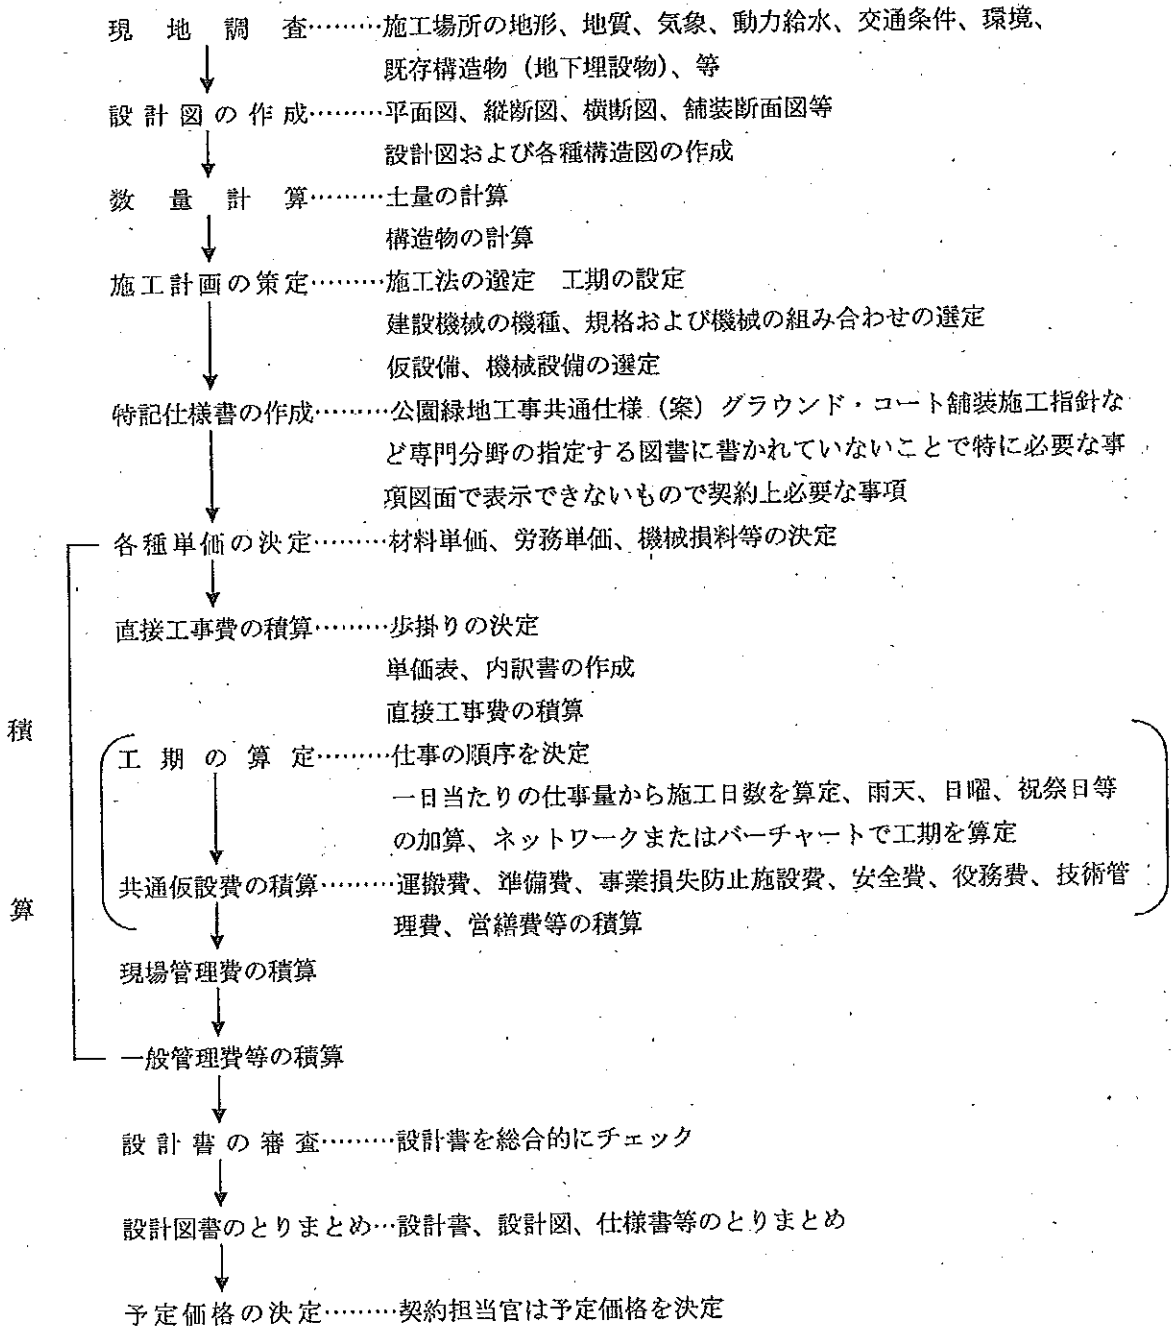 現地調査………施工場所の地形、地質、気象、動力給水、交通条件、環境、
既存構造物（地下埋設物）、等
設計図の作成………平面図、縦断図、横断図、舗装断面図等
設計図および各種構造図の作成
数量計算………土量の計算
構造物の計算
施工計画の策定………施工法の選定　工期の設定
建設機械の機種、規格および機械の組み合わせの選定
仮設備、機械設備の選定
特記仕様書の作成………公園緑地工事共通仕様（案）グラウンド・コート舗装施工指針な
ど専門分野の指定する図書に書かれていないことで特に必要な事
項図面で表示できないもので契約上必要な事項
各種単価の決定………材料単価、労務単価、機械損料等の決定
直接工事費の積算………歩掛りの決定
単価表、内訳書の作成
直接工事費の積算
積算
工期の算定………仕事の順序を決定
一日当たりの仕事量から施工日数を算定、雨天、日曜、祝祭日等
の加算、ネットワークまたはバーチャートで工期を算定
共通仮設費の積算………運搬費、準備費、事業損失防止施設費、安全費、役務費、技術管
理費、営繕費等の積算
現場管理費の積算
一般管理費等の積算
設計書の審査………設計書を総合的にチェック
設計図書のとりまとめ…設計書、設計図、仕様書等のとりまとめ
予定価格の決定………契約担当官は予定価格を決定